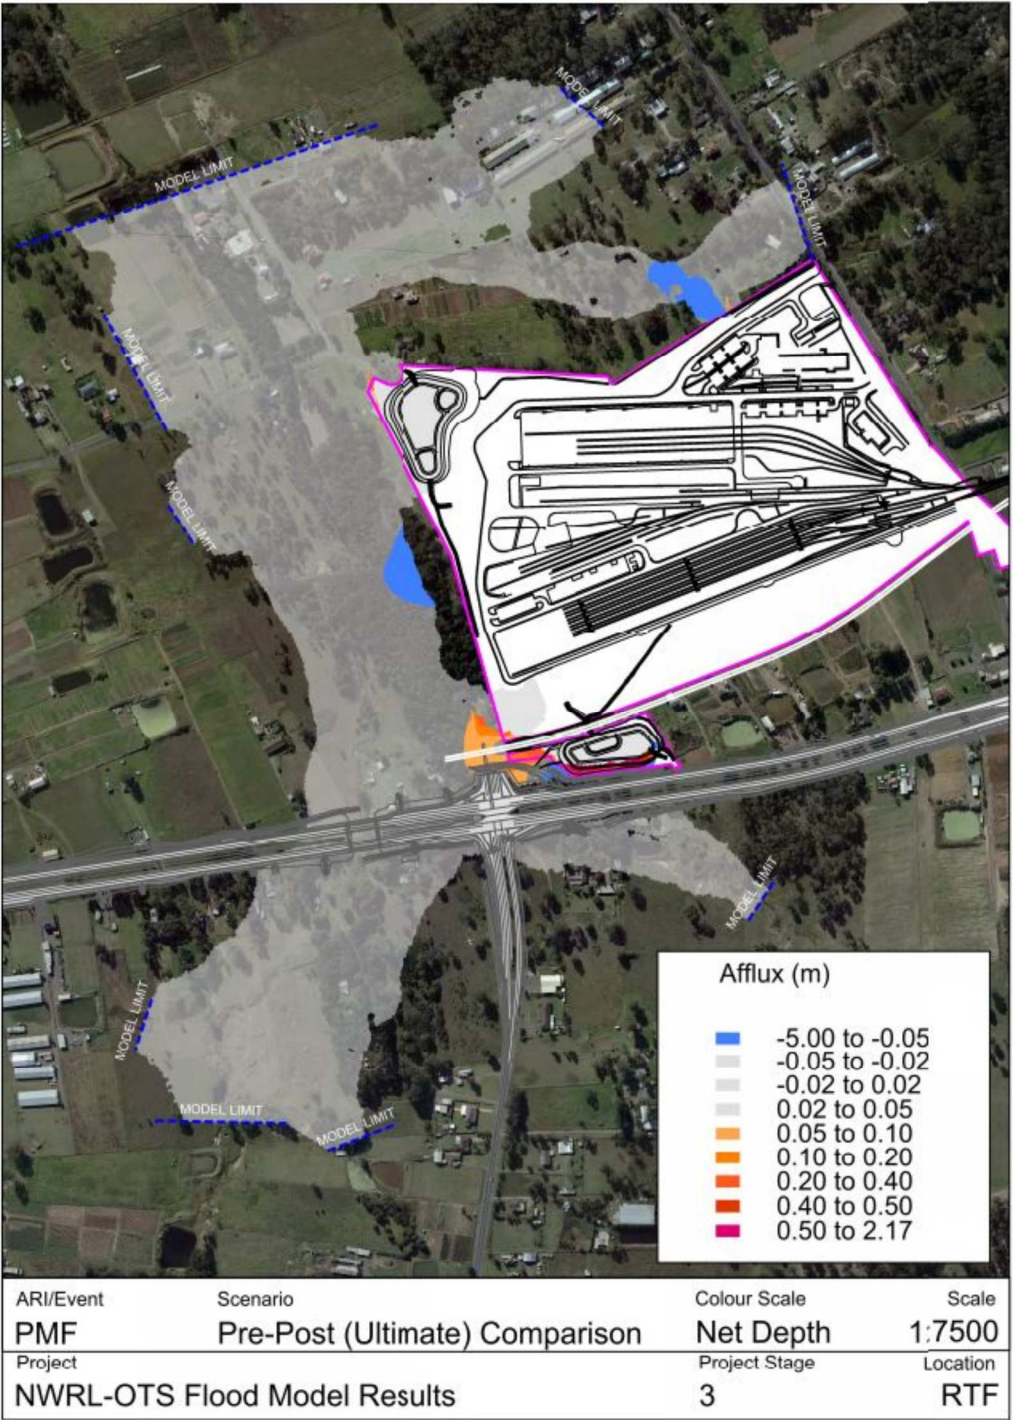 MODEL LIMIT
MODEL LIMIT
MODEL LIMIT
MODEL LIMIT
MODEL LIMIT
MODEL LIMIT
MODEL LIMIT
MODEL LIMIT
MODEL LIMIT
Afflux (m)
-5.00 to -0.05
-0.05 to -0.02
-0.02 to 0.02
0.02 to 0.05
0.05 to 0.10
0.10 to 0.20
0.20 to 0.40
0.40 to 0.50
0.50 to 2.17
ARI/Event Scenario Colour Scale Scale
PMF Pre-Post (Ultimate) Comparison Net Depth 1:7500
Project Project Stage Location
NWRL-OTS Flood Model Results 3 RTF